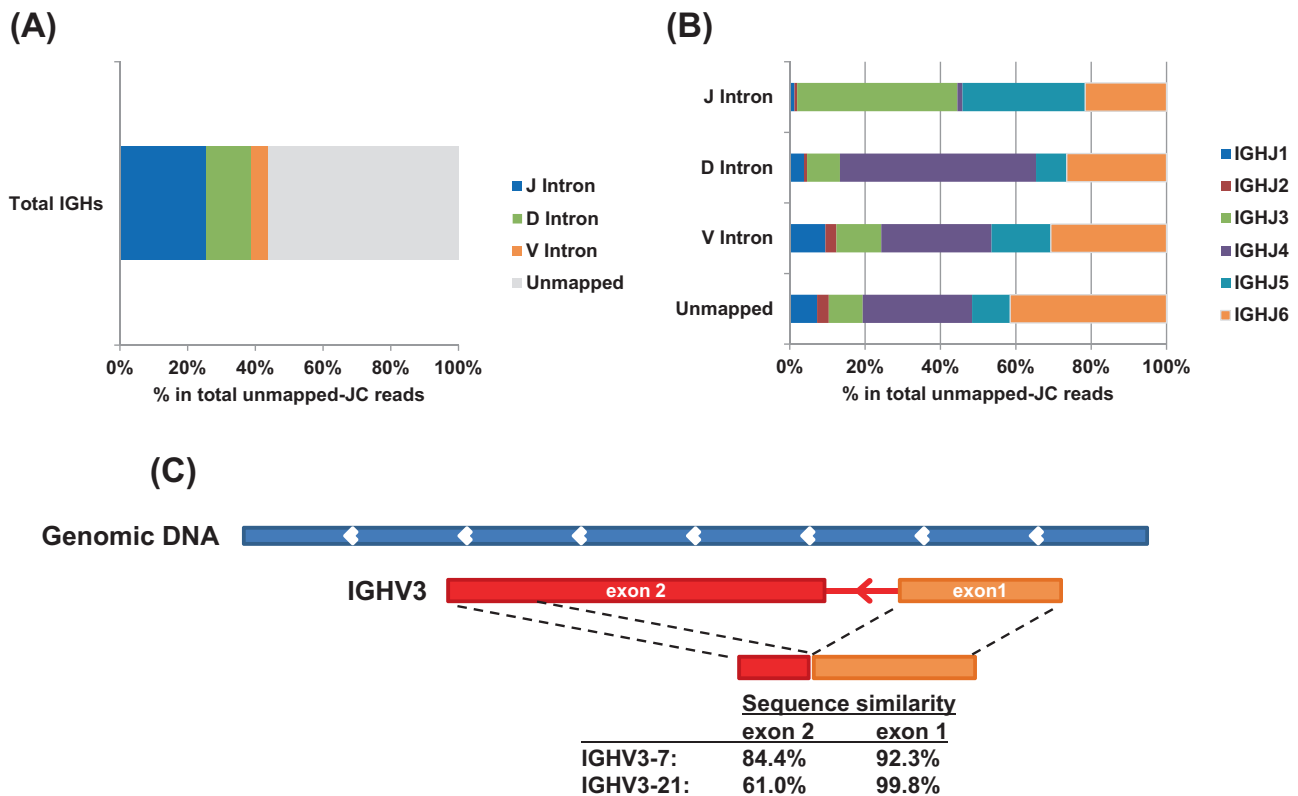 (A)
Total IGHs
0% 20% 40% 60% 80% 100%
% in total unmapped-JC reads
J Intron
D Intron
V Intron
Unmapped
(B)
J Intron
D Intron
V Intron
Unmapped
0% 20% 40% 60% 80% 100%
% in total unmapped-JC reads
IGHJ1
IGHJ2
IGHJ3
IGHJ4
IGHJ5
IGHJ6
(C)
Genomic DNA
IGHV3 exon 2 exon1
Sequence similarity
exon 2 exon 1
IGHV3-7: 84.4% 92.3%
IGHV3-21: 61.0% 99.8%